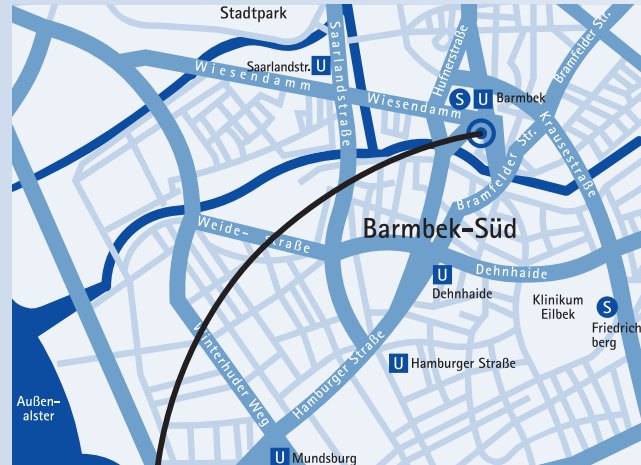 Stadtpark
Saarlandstr. U
Saarlandstraße
Wiesendamm
Wiesendamm
Hufnerstraße
Bramfelder Str.
S U Barmbek
Krausestraße
Bramfelder Str.
Weide-straße
Barmbek-Süd
U
Dehnhaide
Dehnhaide
Klinikum
Eilbek
S
Friedrich
berg
Winterhuder Weg
Hamburger Straße
U Hamburger Straße
Außen-
alster
U Mundsburg